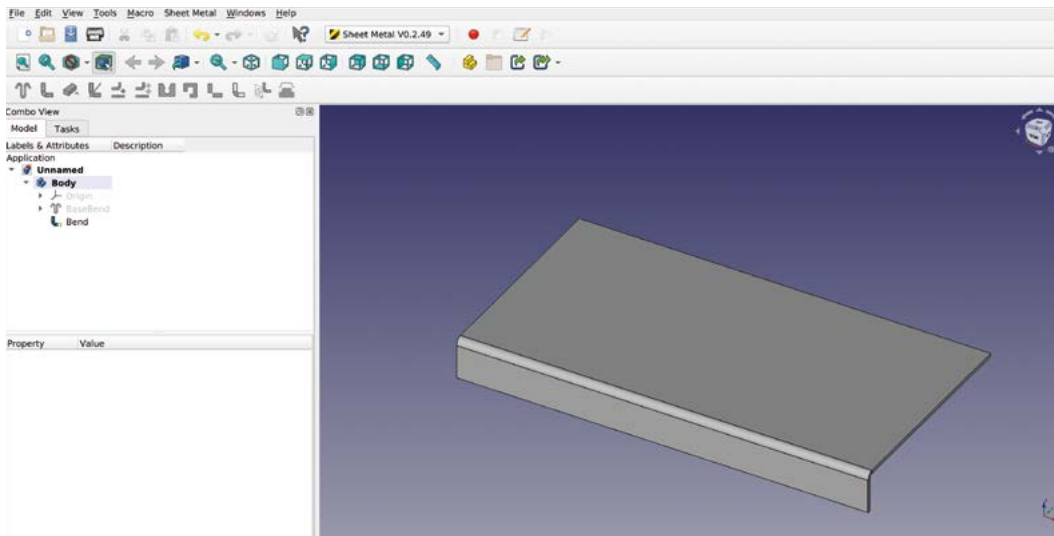 File Edit View Tools Macro Sheet Metal Windows Help
Sheet Metal V0.2.49
Combo View
Model Tasks
Labels & Attributes Description
Application
Unnamed
Body
Origin
BaseBend
Bend
Property Value